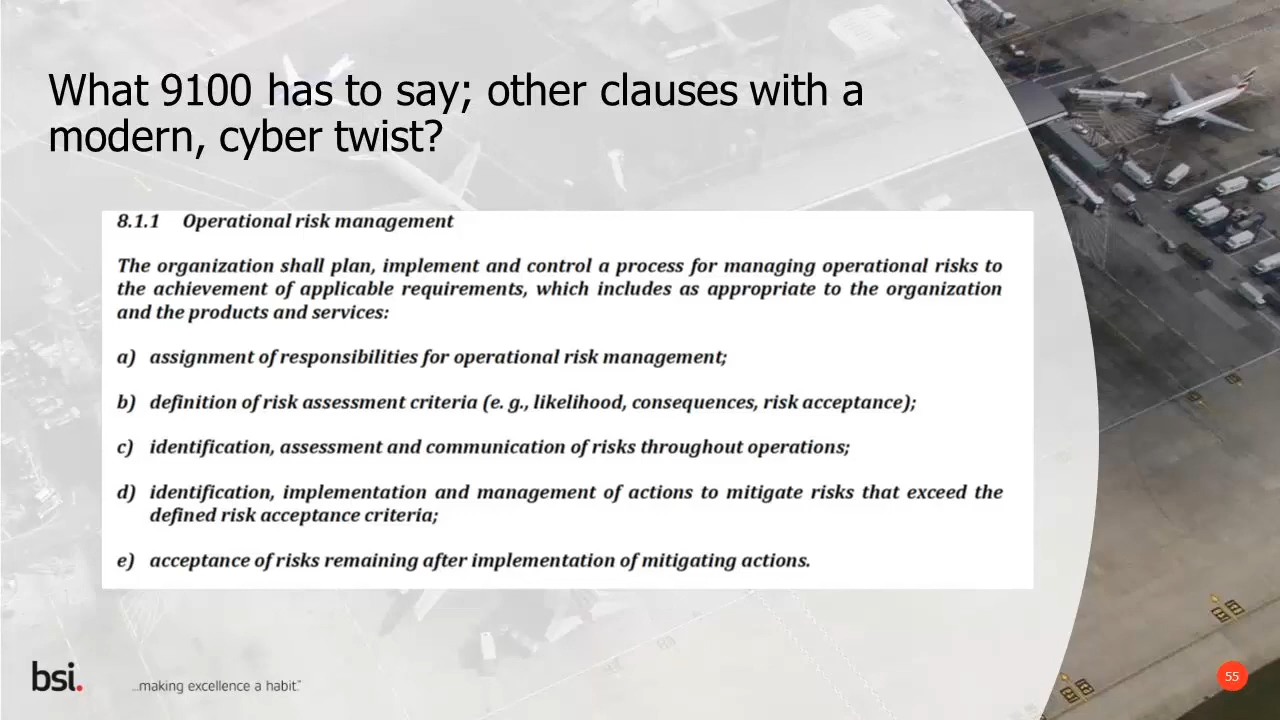 What 9100 has to say; other clauses with a
modern, cyber twist?
8.1.1 Operational risk management
The organization shall plan, implement and control a process for managing operational risks to
the achievement of applicable requirements, which includes as appropriate to the organization
and the products and services:
a) assignment of responsibilities for operational risk management;
b) definition of risk assessment criteria (e. g., likelihood, consequences, risk acceptance);
c) identification, assessment and communication of risks throughout operations;
d) identification, implementation and management of actions to mitigate risks that exceed the
defined risk acceptance criteria;
e) acceptance of risks remaining after implementation of mitigating actions.
bsi.
...making excellence a habit.™
55